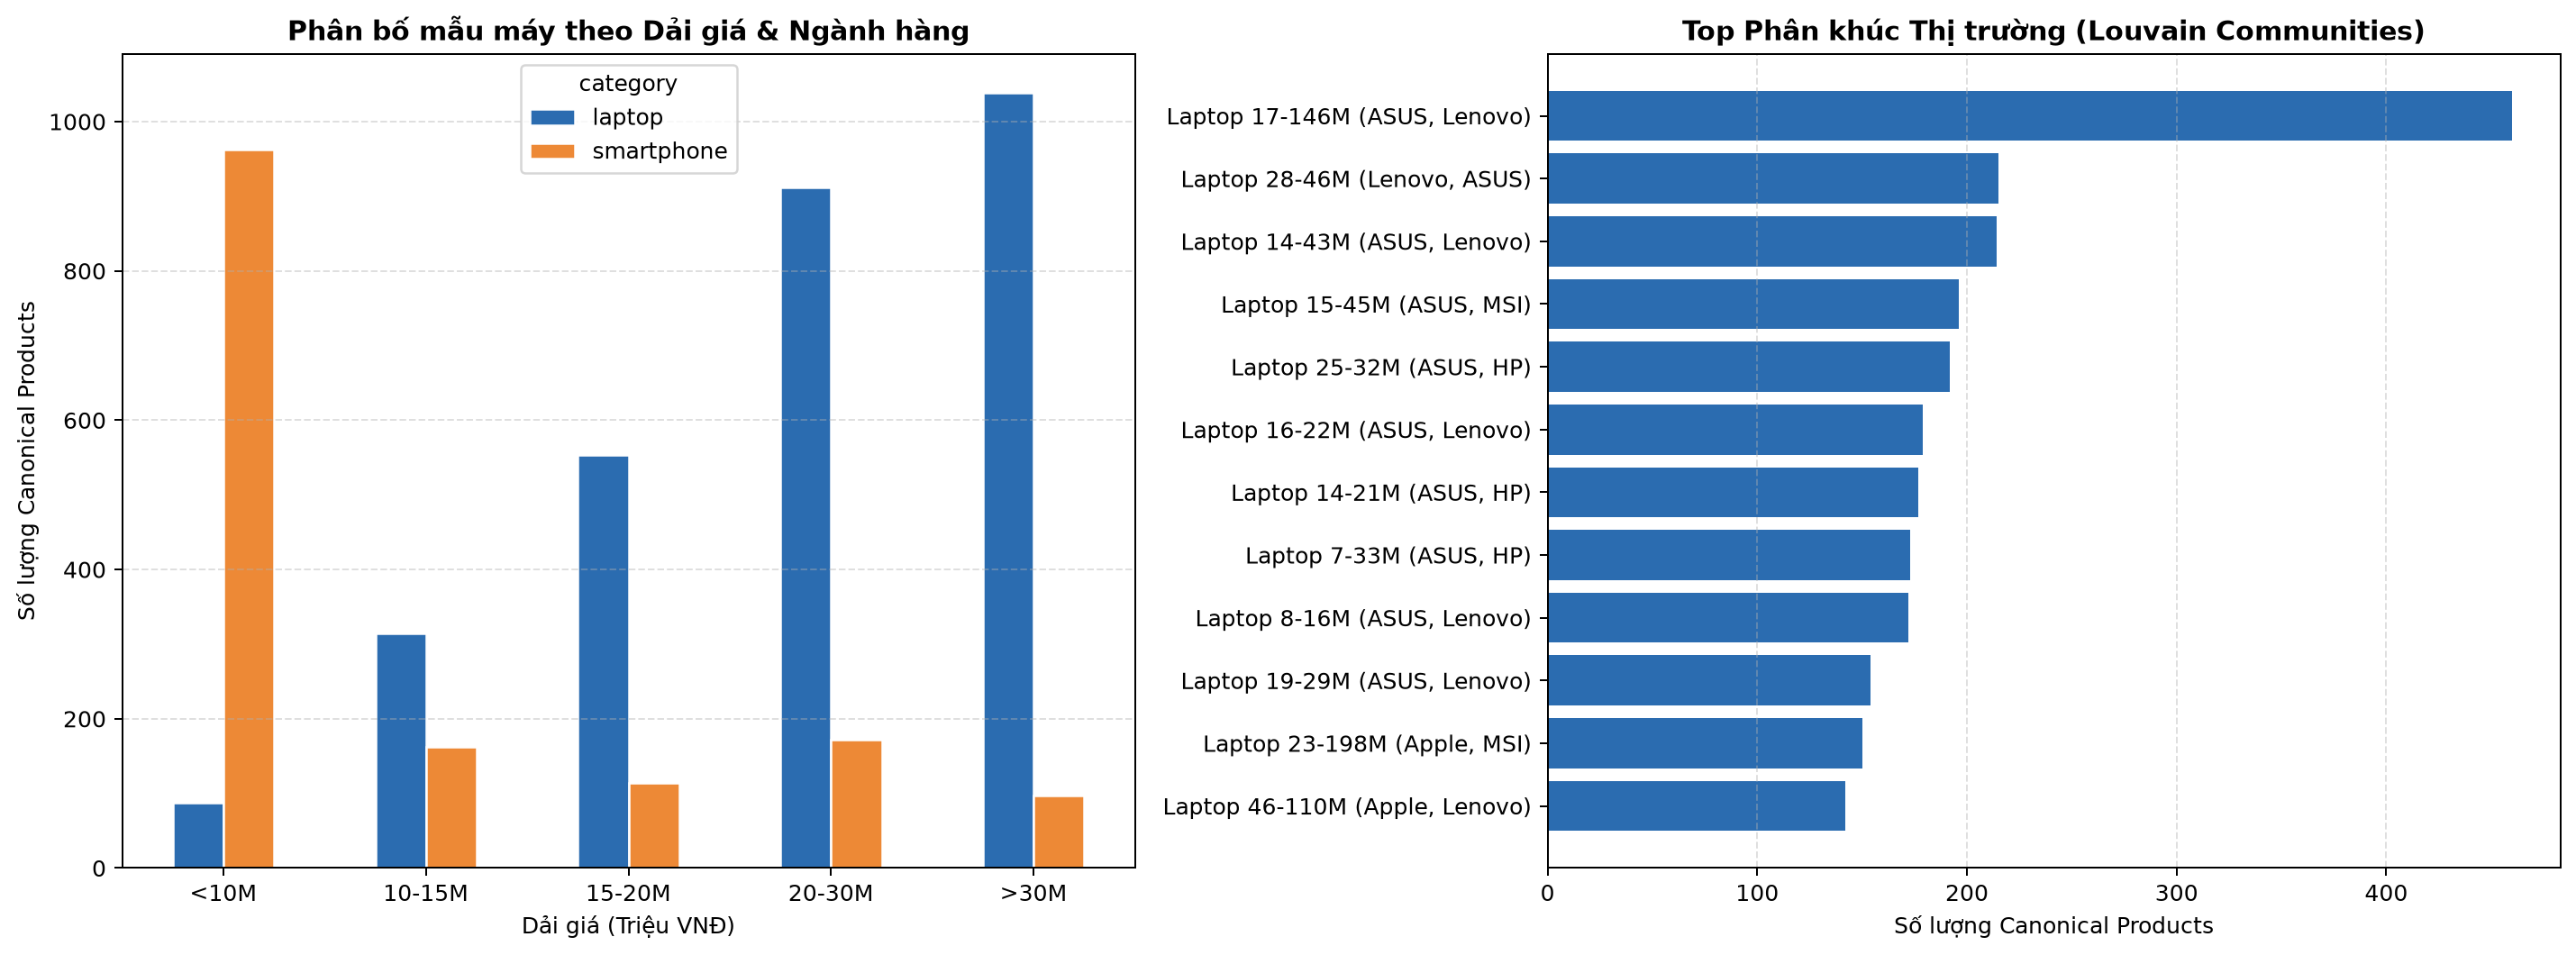 Phân bố mẫu máy theo Dải giá & Ngành hàng
category
laptop
smartphone
Số lượng Canonical Products
1000
800
600
400
200
0
<10M
10-15M
15-20M
20-30M
>30M
Dải giá (Triệu VNĐ)
Top Phân khúc Thị trường (Louvain Communities)
Laptop 17-146M (ASUS, Lenovo)
Laptop 28-46M (Lenovo, ASUS)
Laptop 14-43M (ASUS, Lenovo)
Laptop 15-45M (ASUS, MSI)
Laptop 25-32M (ASUS, HP)
Laptop 16-22M (ASUS, Lenovo)
Laptop 14-21M (ASUS, HP)
Laptop 7-33M (ASUS, HP)
Laptop 8-16M (ASUS, Lenovo)
Laptop 19-29M (ASUS, Lenovo)
Laptop 23-198M (Apple, MSI)
Laptop 46-110M (Apple, Lenovo)
0
100
200
300
400
Số lượng Canonical Products